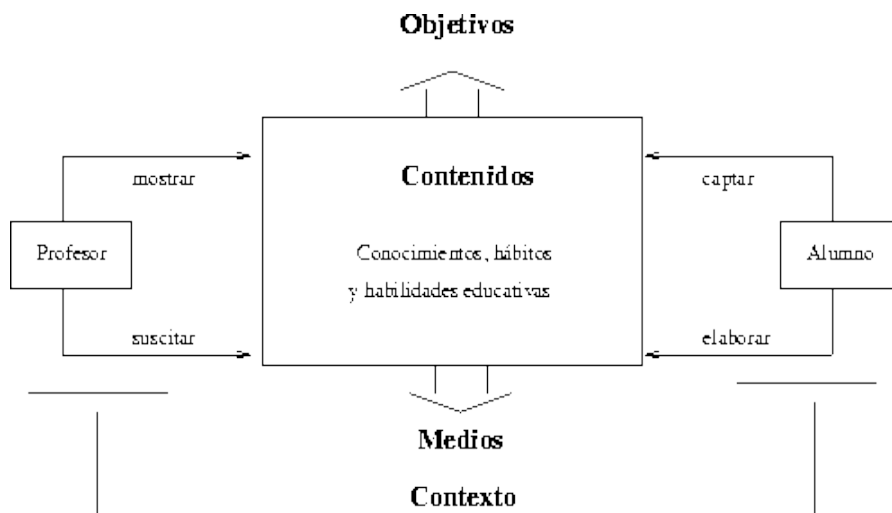 Objetivos
mostrar
Contenidos
captar
Profesor
Conocimientos, hábitos
y habilidades educativas
Alumno
suscitar
elaborar
Medios
Contexto